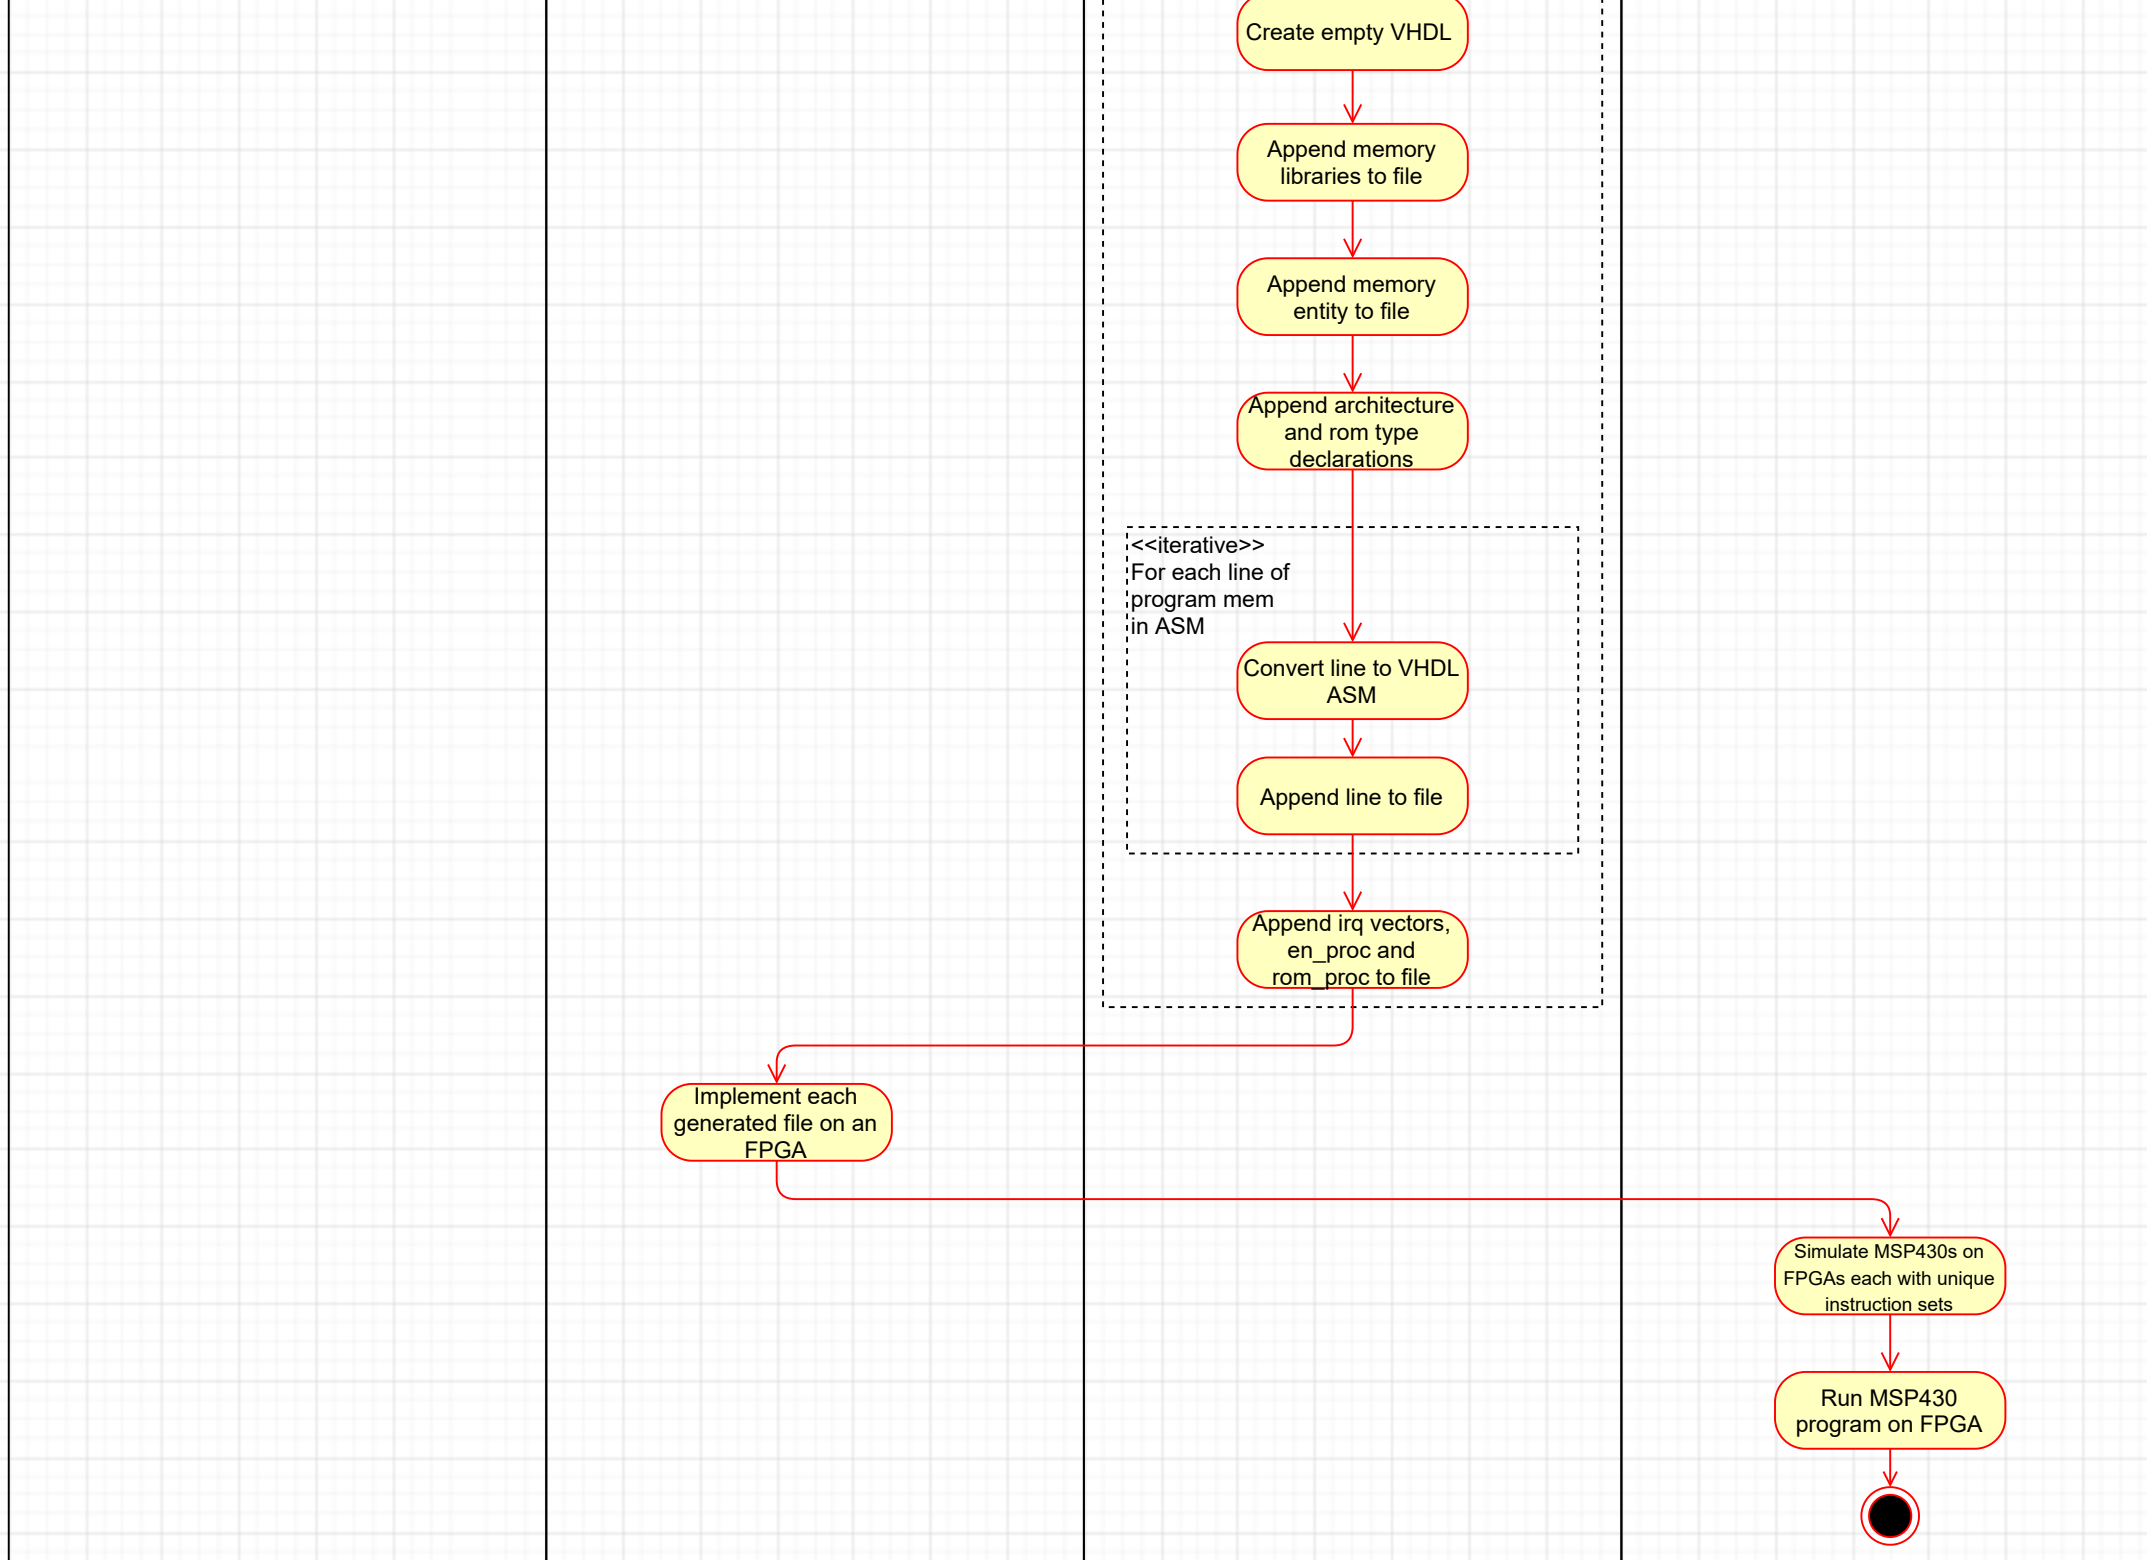 Create empty VHDL
Append memory
libraries to file
Append memory
entity to file
Append architecture
and rom type
declarations
<<iterative>>
For each line of
program mem
in ASM
Convert line to VHDL
ASM
Append line to file
Append irq vectors,
en_proc and
rom_proc to file
Implement each
generated file on an
FPGA
Simulate MSP430s on
FPGAs each with unique
instruction sets
Run MSP430
program on FPGA